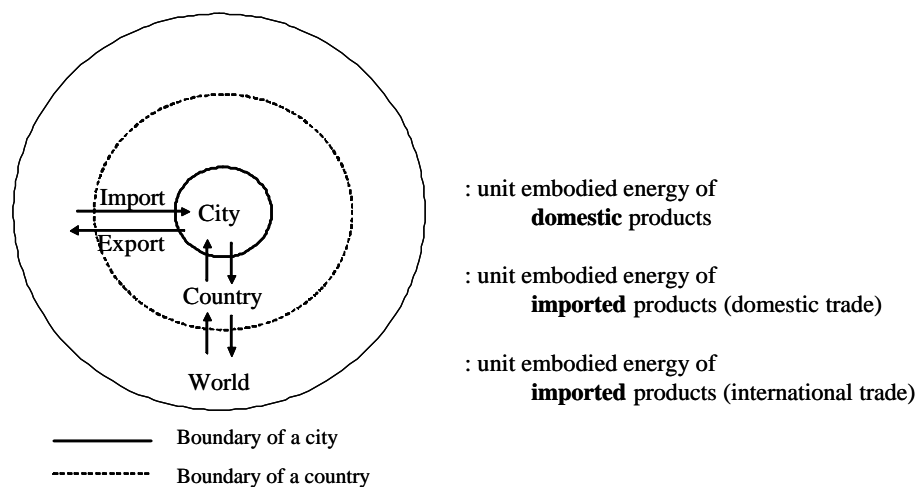 Import
City
Export
Country
World
: unit embodied energy of
domestic products
: unit embodied energy of
imported products (domestic trade)
: unit embodied energy of
imported products (international trade)
Boundary of a city
Boundary of a country